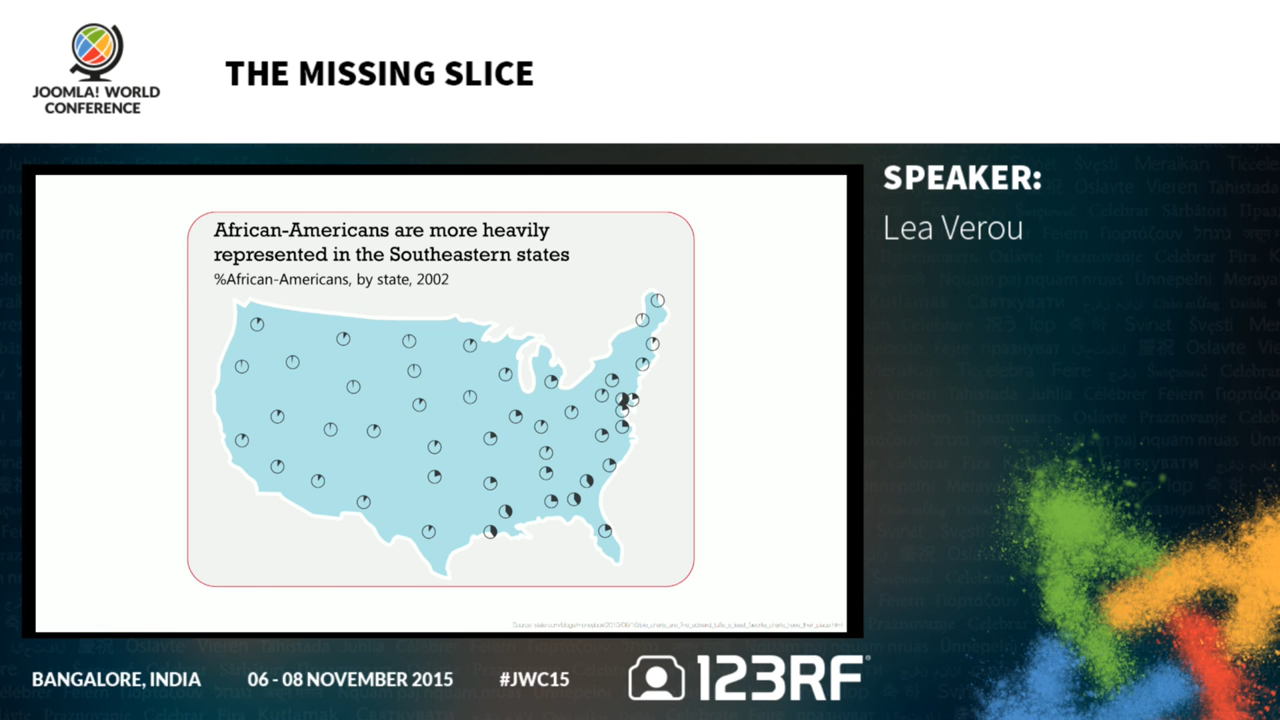 JOOMLA! WORLD
CONFERENCE
THE MISSING SLICE
African-Americans are more heavily
represented in the Southeastern states
%African-Americans, by state, 2002
SPEAKER:
Lea Verou
BANGALORE, INDIA
06 - 08 NOVEMBER 2015
#JWC15
123RF